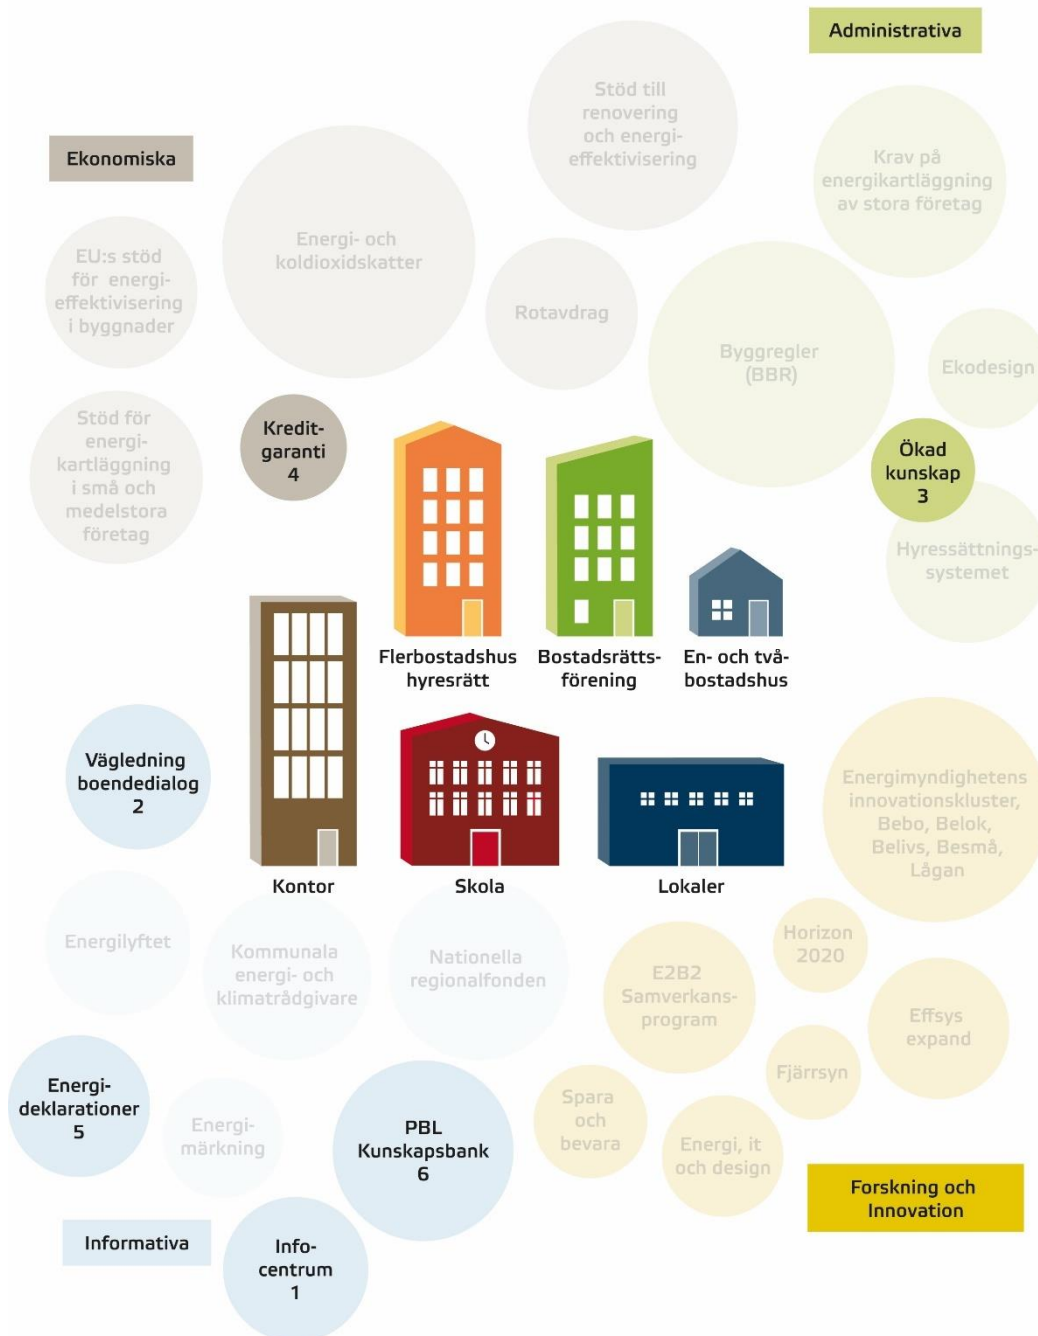 Administrativa
Stöd till
renovering
och energi-
effektivisering
Ekonomiska
Krav på
energikartläggning
av stora företag
EU:s stöd
för energi-
effektivisering
i byggnader
Energi- och
koldioxidskatter
Rotavdrag
Byggregler
(BBR)
Ekodesign
Stöd för
energi-
kartläggning
i små och
medelstora
företag
Kredit-
garanti
4
Ökad
kunskap
3
Hyressättnings-
systemet
Flerbostadshus
hyresrätt
Bostadsrätts-
förening
En- och två-
bostadshus
Vägledning
boendedialog
2
Energimyndighetens
innovationskluster,
Bebo, Belok,
Belivs, Besmå,
Lågan
Kontor
Skola
Lokaler
Energilyftet
Kommunala
energi- och
klimatrådgivare
Nationella
regionalfonden
E2B2
Samverkans-
program
Horizon
2020
Effsys
expand
Fjärrsyn
Energi-
deklarationer
5
Energi-
märkning
PBL
Kunskapsbank
6
Spara
och
bevara
Energi, it
och design
Forskning och
Innovation
Informativa
Info-
centrum
1